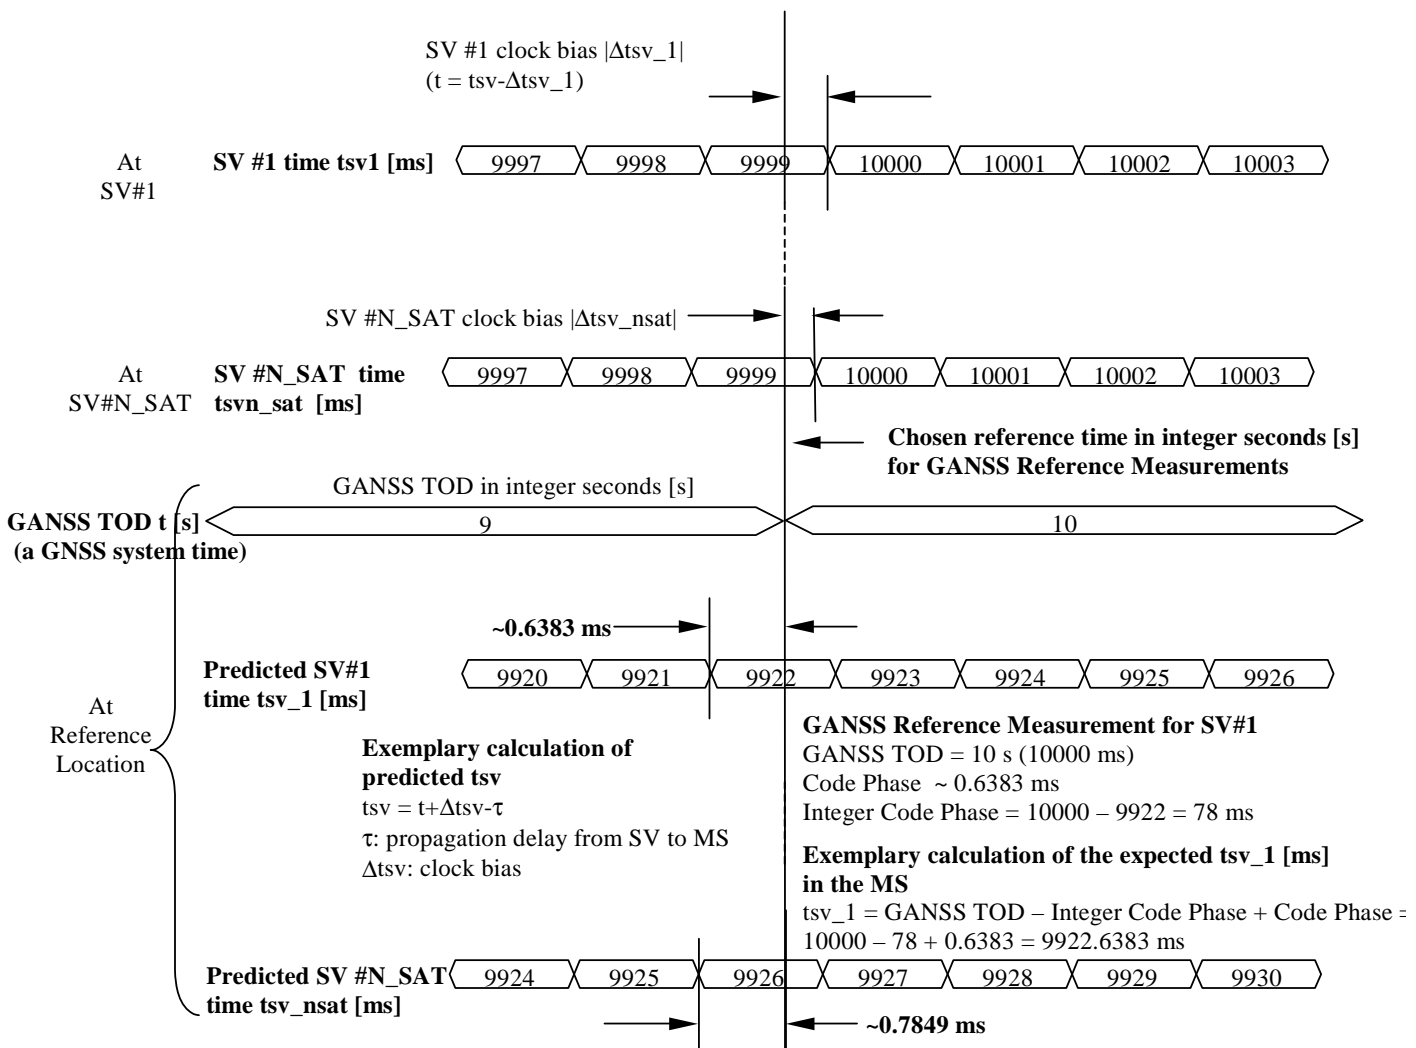 SV #1 clock bias |Δtsv_1|
(t = tsv-Δtsv_1)
At
SV#1
SV #1 time tsv1 [ms]
9997 9998 9999 10000 10001 10002 10003
SV #N_SAT clock bias |Δtsv_nsat|
At
SV#N_SAT
SV #N_SAT time
tsvn_sat [ms]
9997 9998 9999 10000 10001 10002 10003
Chosen reference time in integer seconds [s]
for GANSS Reference Measurements
GANSS TOD in integer seconds [s]
GANSS TOD t [s]
(a GNSS system time)
9 10
~0.6383 ms
Predicted SV#1
time tsv_1 [ms]
9920 9921 9922 9923 9924 9925 9926
At
Reference
Location
Exemplary calculation of
predicted tsv
tsv = t+Δtsv-τ
τ: propagation delay from SV to MS
Δtsv: clock bias
GANSS Reference Measurement for SV#1
GANSS TOD = 10 s (10000 ms)
Code Phase ~ 0.6383 ms
Integer Code Phase = 10000 – 9922 = 78 ms
Exemplary calculation of the expected tsv_1 [ms]
in the MS
tsv_1 = GANSS TOD – Integer Code Phase + Code Phase =
10000 – 78 + 0.6383 = 9922.6383 ms
Predicted SV #N_SAT
time tsv_nsat [ms]
9924 9925 9926 9927 9928 9929 9930
~0.7849 ms